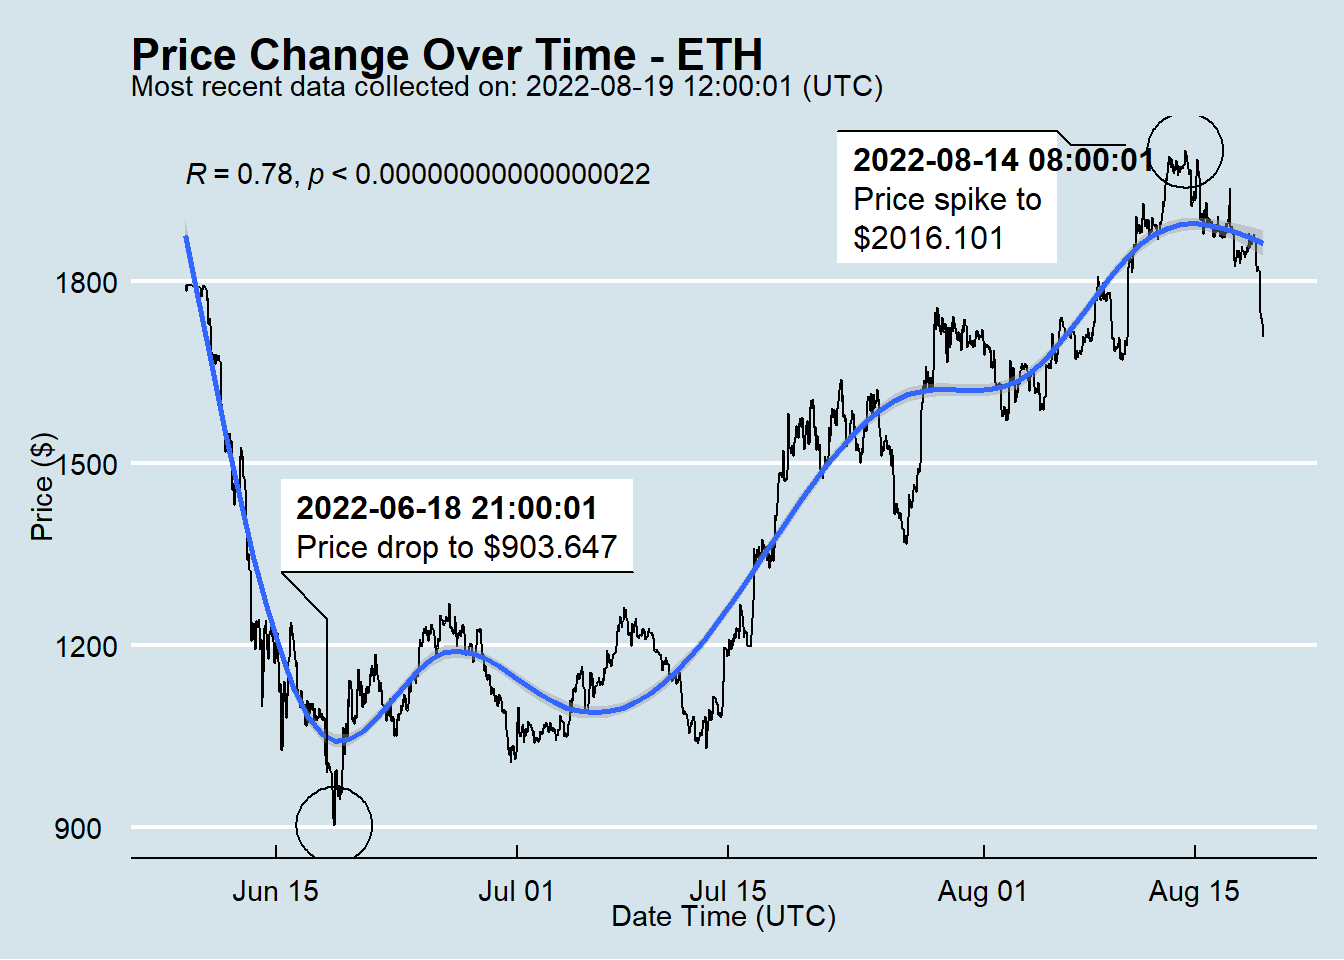 Price Change Over Time - ETH
Most recent data collected on: 2022-08-19 12:00:01 (UTC)
R = 0.78, p < 0.00000000000000022
2022-08-14 08:00:01
Price spike to
$2016.101
2022-06-18 21:00:01
Price drop to $903.647
Price ($)
1800
1500
1200
900
Jun 15
Jul 01
Jul 15
Aug 01
Aug 15
Date Time (UTC)